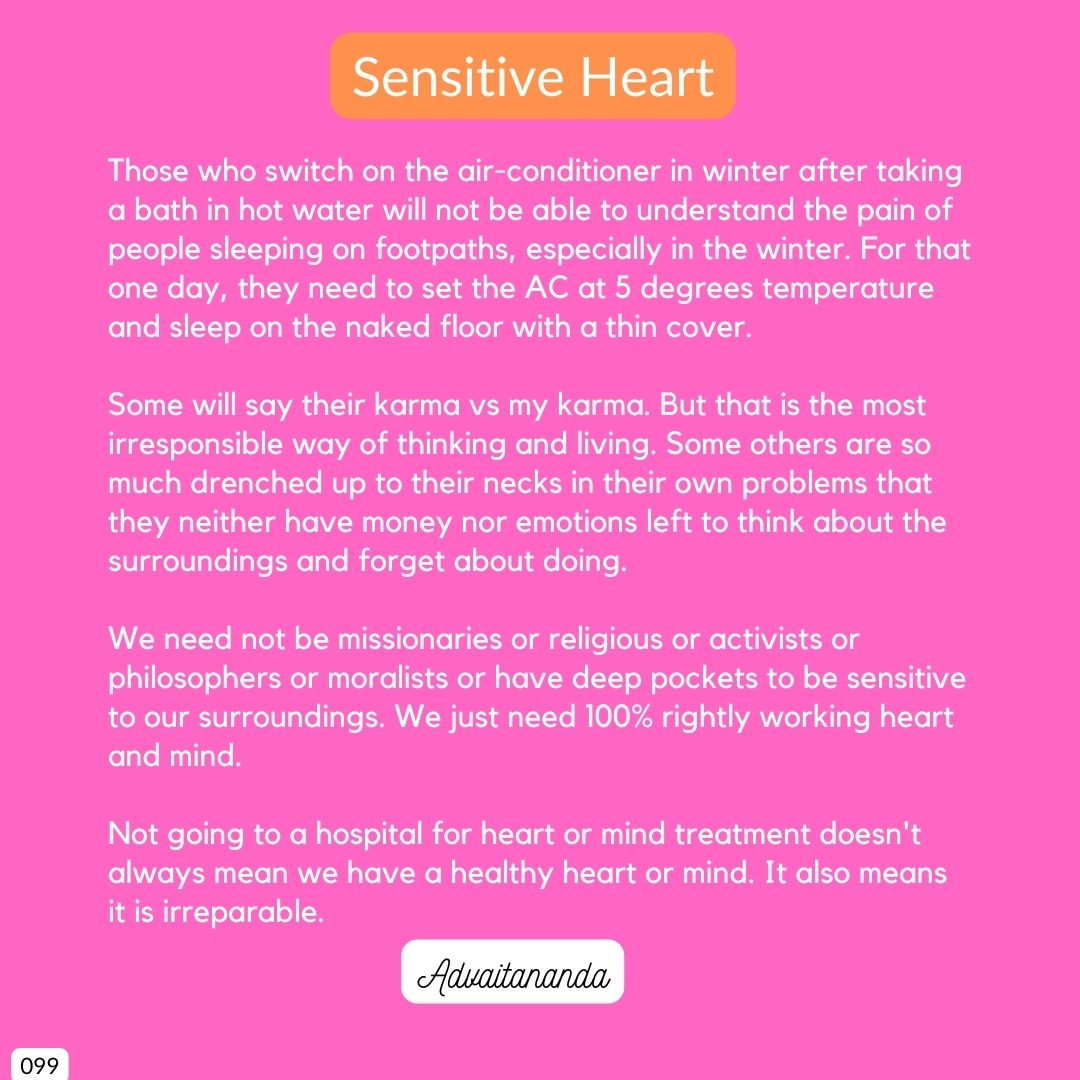 Sensitive Heart
Those who switch on the air-conditioner in winter after taking
a bath in hot water will not be able to understand the pain of
people sleeping on footpaths, especially in the winter. For that
one day, they need to set the AC at 5 degrees temperature
and sleep on the naked floor with a thin cover.
Some will say their karma vs my karma. But that is the most
irresponsible way of thinking and living. Some others are so
much drenched up to their necks in their own problems that
they neither have money nor emotions left to think about the
surroundings and forget about doing.
We need not be missionaries or religious or activists or
philosophers or moralists or have deep pockets to be sensitive
to our surroundings. We just need 100% rightly working heart
and mind.
Not going to a hospital for heart or mind treatment doesn't
always mean we have a healthy heart or mind. It also means
it is irreparable.
Advaitananda
099